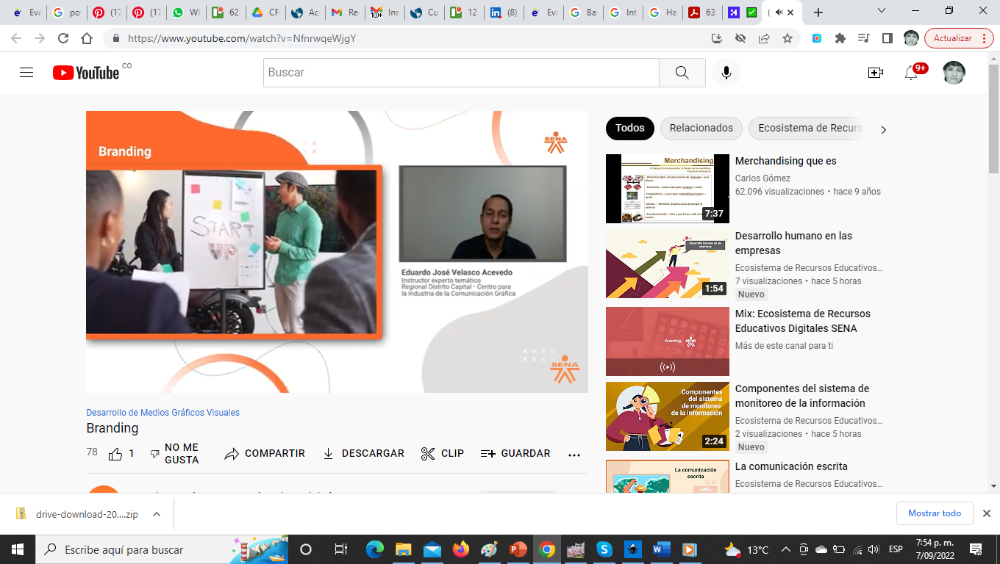 Eva
po
(17
(17
Wh
62.
CFO
Ac
Re
Ins
Cu
12
(8)
Eva
Ba
Int
Ha
63
(
https://www.youtube.com/watch?v=NfnrwqeWjgY
Actualizar
YouTube CO
Buscar
9+
Branding
SENA
START
UP
Eduardo José Velasco Acevedo
Instructor experto temático
Regional Distrito Capital - Centro para
la Industria de la Comunicación Gráfica
SENA
Desarrollo de Medios Gráficos Visuales
Branding
78
1
NO ME
GUSTA
COMPARTIR
DESCARGAR
CLIP
GUARDAR
Todos
Relacionados
Ecosistema de Recurs
Merchandising
7:37
Merchandising que es
Carlos Gómez
62.096 visualizaciones • hace 9 años
1:54
Desarrollo humano en las
empresas
Ecosistema de Recursos Educativos...
7 visualizaciones • hace 5 horas
Nuevo
Branding
Mix: Ecosistema de Recursos
Educativos Digitales SENA
Más de este canal para ti
Componentes
del sistema
de monitoreo
de la información
2:24
Componentes del sistema de
monitoreo de la información
Ecosistema de Recursos Educativos...
2 visualizaciones • hace 5 horas
Nuevo
La comunicación
escrita
La comunicación escrita
Ecosistema de Recursos Educativos...
drive-download-20....zip
Mostrar todo
Escribe aquí para buscar
13°C
ESP
7:54 p. m.
7/09/2022